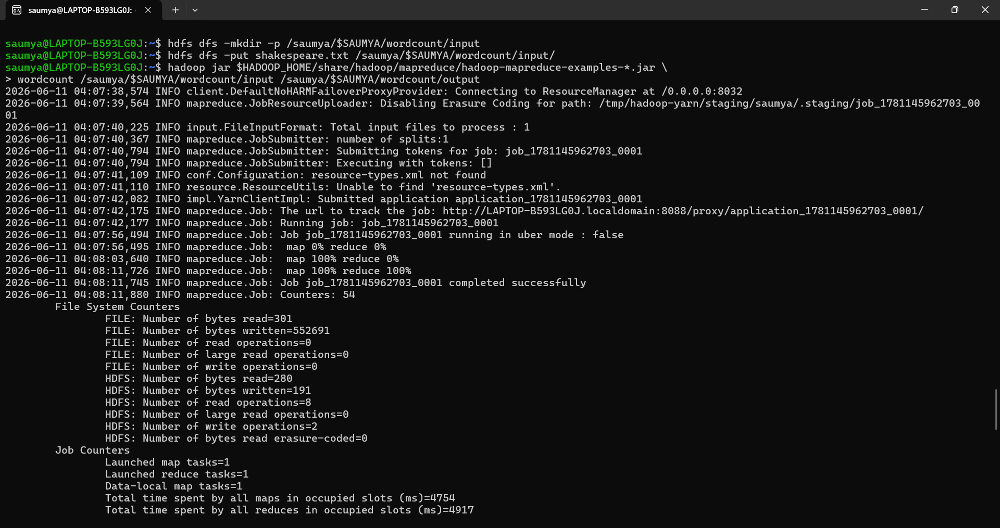 saumya@LAPTOP-B593LG0J: ·
saumya@LAPTOP-B593LG0J:~$ hdfs dfs -mkdir -p /saumya/$SAUMYA/wordcount/input
saumya@LAPTOP-B593LG0J:~$ hdfs dfs -put shakespeare.txt /saumya/$SAUMYA/wordcount/input/
saumya@LAPTOP-B593LG0J:~$ hadoop jar $HADOOP_HOME/share/hadoop/mapreduce/hadoop-mapreduce-examples-*.jar \
> wordcount /saumya/$SAUMYA/wordcount/input /saumya/$SAUMYA/wordcount/output
2026-06-11 04:07:38,574 INFO client.DefaultNoHARMFailoverProxyProvider: Connecting to ResourceManager at /0.0.0.0:8032
2026-06-11 04:07:39,564 INFO mapreduce.JobResourceUploader: Disabling Erasure Coding for path: /tmp/hadoop-yarn/staging/saumya/.staging/job_1781145962703_00
01
2026-06-11 04:07:40,225 INFO input.FileInputFormat: Total input files to process : 1
2026-06-11 04:07:40,367 INFO mapreduce.JobSubmitter: number of splits:1
2026-06-11 04:07:40,794 INFO mapreduce.JobSubmitter: Submitting tokens for job: job_1781145962703_0001
2026-06-11 04:07:40,794 INFO mapreduce.JobSubmitter: Executing with tokens: []
2026-06-11 04:07:41,109 INFO conf.Configuration: resource-types.xml not found
2026-06-11 04:07:41,110 INFO resource.ResourceUtils: Unable to find 'resource-types.xml'.
2026-06-11 04:07:42,082 INFO impl.YarnClientImpl: Submitted application application_1781145962703_0001
2026-06-11 04:07:42,175 INFO mapreduce.Job: The url to track the job: http://LAPTOP-B593LG0J.localdomain:8088/proxy/application_1781145962703_0001/
2026-06-11 04:07:42,177 INFO mapreduce.Job: Running job: job_1781145962703_0001
2026-06-11 04:07:56,494 INFO mapreduce.Job: Job job_1781145962703_0001 running in uber mode : false
2026-06-11 04:07:56,495 INFO mapreduce.Job:  map 0% reduce 0%
2026-06-11 04:08:03,640 INFO mapreduce.Job:  map 100% reduce 0%
2026-06-11 04:08:11,726 INFO mapreduce.Job:  map 100% reduce 100%
2026-06-11 04:08:11,745 INFO mapreduce.Job: Job job_1781145962703_0001 completed successfully
2026-06-11 04:08:11,880 INFO mapreduce.Job: Counters: 54
File System Counters
FILE: Number of bytes read=301
FILE: Number of bytes written=552691
FILE: Number of read operations=0
FILE: Number of large read operations=0
FILE: Number of write operations=0
HDFS: Number of bytes read=280
HDFS: Number of bytes written=191
HDFS: Number of read operations=8
HDFS: Number of large read operations=0
HDFS: Number of write operations=2
HDFS: Number of bytes read erasure-coded=0
Job Counters
Launched map tasks=1
Launched reduce tasks=1
Data-local map tasks=1
Total time spent by all maps in occupied slots (ms)=4754
Total time spent by all reduces in occupied slots (ms)=4917